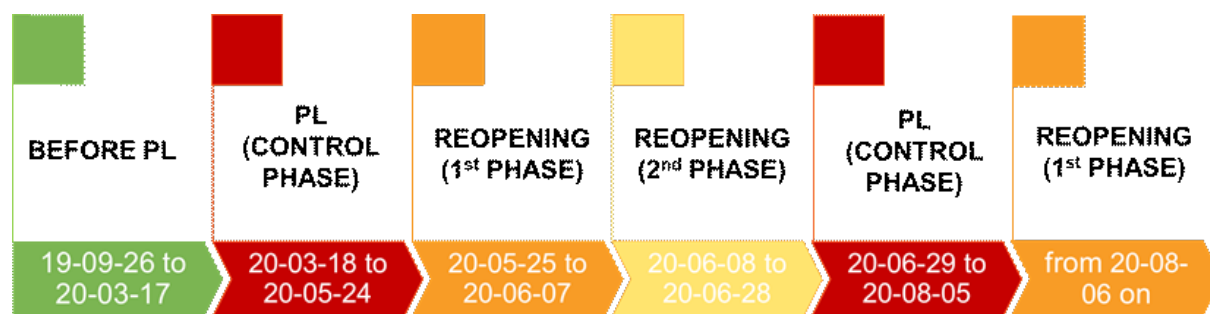 BEFORE PL
PL
(CONTROL
PHASE)
REOPENING
(1st PHASE)
REOPENING
(2nd PHASE)
PL
(CONTROL
PHASE)
REOPENING
(1st PHASE)
19-09-26 to
20-03-17
20-03-18 to
20-05-24
20-05-25 to
20-06-07
20-06-08 to
20-06-28
20-06-29 to
20-08-05
from 20-08-
06 on